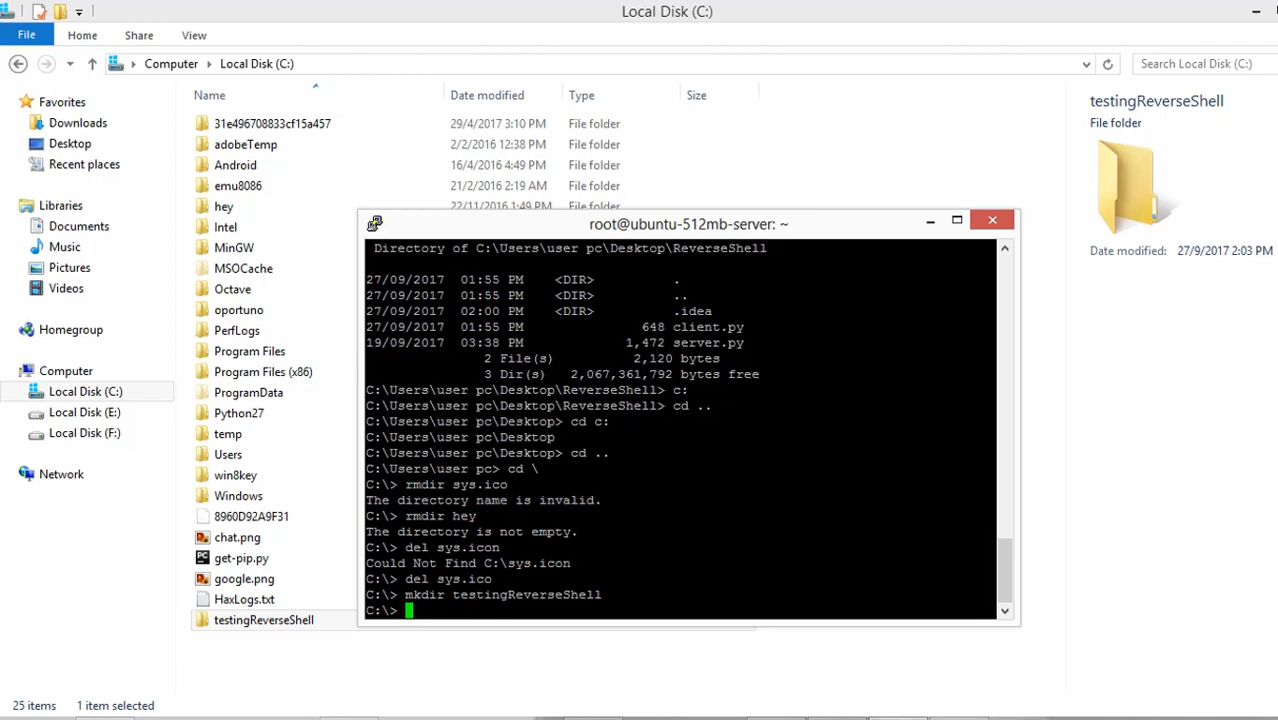 Local Disk (C:)
File Home Share View
Computer Local Disk (C:) Search Local Disk (C:)
Name Date modified Type Size
Favorites
Downloads
Desktop
Recent places
Libraries
Documents
Music
Pictures
Videos
Homegroup
Computer
Local Disk (C:)
Local Disk (E:)
Local Disk (F:)
Network
31e496708833cf15a457 29/4/2017 3:10 PM File folder
adobeTemp 2/2/2016 12:38 PM File folder
Android 16/4/2016 4:49 PM File folder
emu8086 21/2/2016 2:19 AM File folder
hey 22/11/2016 1:49 PM File folder
Intel
MinGW
MSOCache
Octave
oportuno
PerfLogs
Program Files
Program Files (x86)
ProgramData
Python27
temp
Users
win8key
Windows
8960D92A9F31
chat.png
get-pip.py
google.png
HaxLogs.txt
testingReverseShell
root@ubuntu-512mb-server: ~
Directory of C:\Users\user pc\Desktop\ReverseShell
27/09/2017 01:55 PM <DIR> .
27/09/2017 01:55 PM <DIR> ..
27/09/2017 02:00 PM <DIR> .idea
27/09/2017 01:55 PM 648 client.py
19/09/2017 03:38 PM 1,472 server.py
2 File(s) 2,120 bytes
3 Dir(s) 2,067,361,792 bytes free
C:\Users\user pc\Desktop\ReverseShell> c:
C:\Users\user pc\Desktop\ReverseShell> cd ..
C:\Users\user pc\Desktop> cd c:
C:\Users\user pc\Desktop
C:\Users\user pc\Desktop> cd ..
C:\Users\user pc> cd \
C:\> rmdir sys.ico
The directory name is invalid.
C:\> rmdir hey
The directory is not empty.
C:\> del sys.icon
Could Not Find C:\sys.icon
C:\> del sys.ico
C:\> mkdir testingReverseShell
C:\>
testingReverseShell
File folder
Date modified: 27/9/2017 2:03 PM
25 items 1 item selected